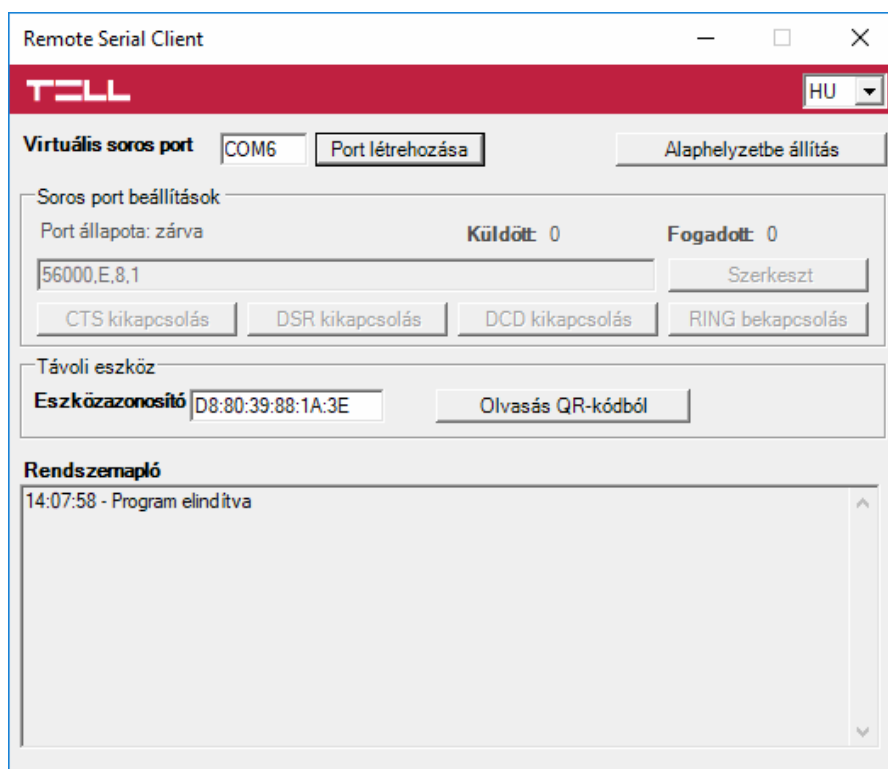 Remote Serial Client
TELL HU
Virtuális soros port COM6 Port létrehozása Alaphelyzetbe állítás
Soros port beállítások
Port állapota: zárva Küldött: 0 Fogadott: 0
56000,E,8,1 Szerkeszt
CTS kikapcsolás DSR kikapcsolás DCD kikapcsolás RING bekapcsolás
Távoli eszköz
Eszközazonosító D8:80:39:88:1A:3E Olvasás QR-kódból
Rendszernapló
14:07:58 - Program elindítva